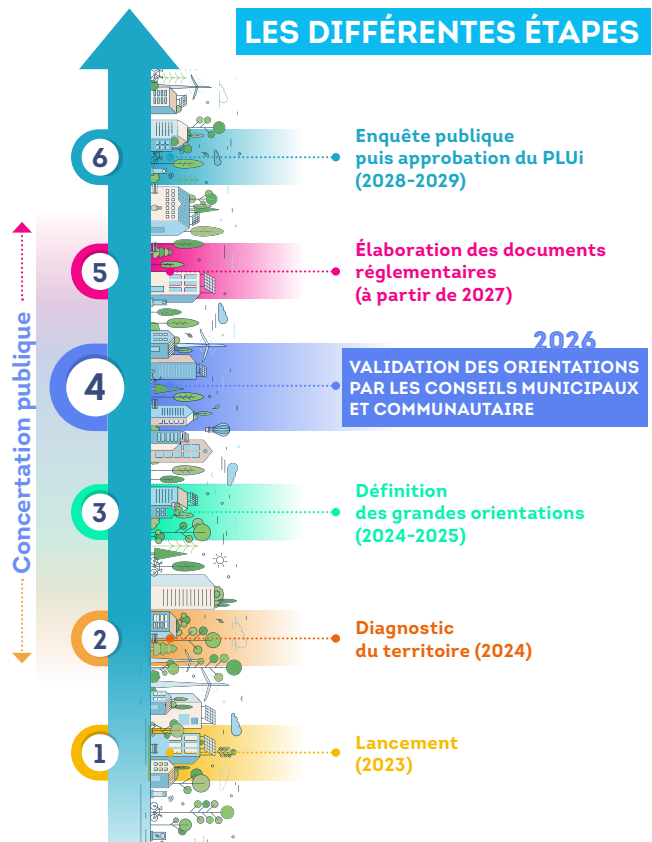 LES DIFFÉRENTES ÉTAPES
6
Enquête publique
puis approbation du PLUi
(2028-2029)
5
Élaboration des documents
réglementaires
(à partir de 2027)
2026
4
VALIDATION DES ORIENTATIONS
PAR LES CONSEILS MUNICIPAUX
ET COMMUNAUTAIRE
Concertation publique
3
Définition
des grandes orientations
(2024-2025)
2
Diagnostic
du territoire (2024)
1
Lancement
(2023)